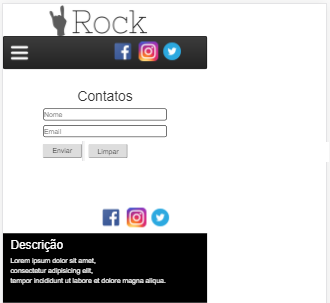 Rock
Contatos
Nome
Email
Enviar Limpar
Descrição
Lorem ipsum dolor sit amet,
consectetur adipisicing elit,
tempor incididunt ut labore et dolore magna aliqua.